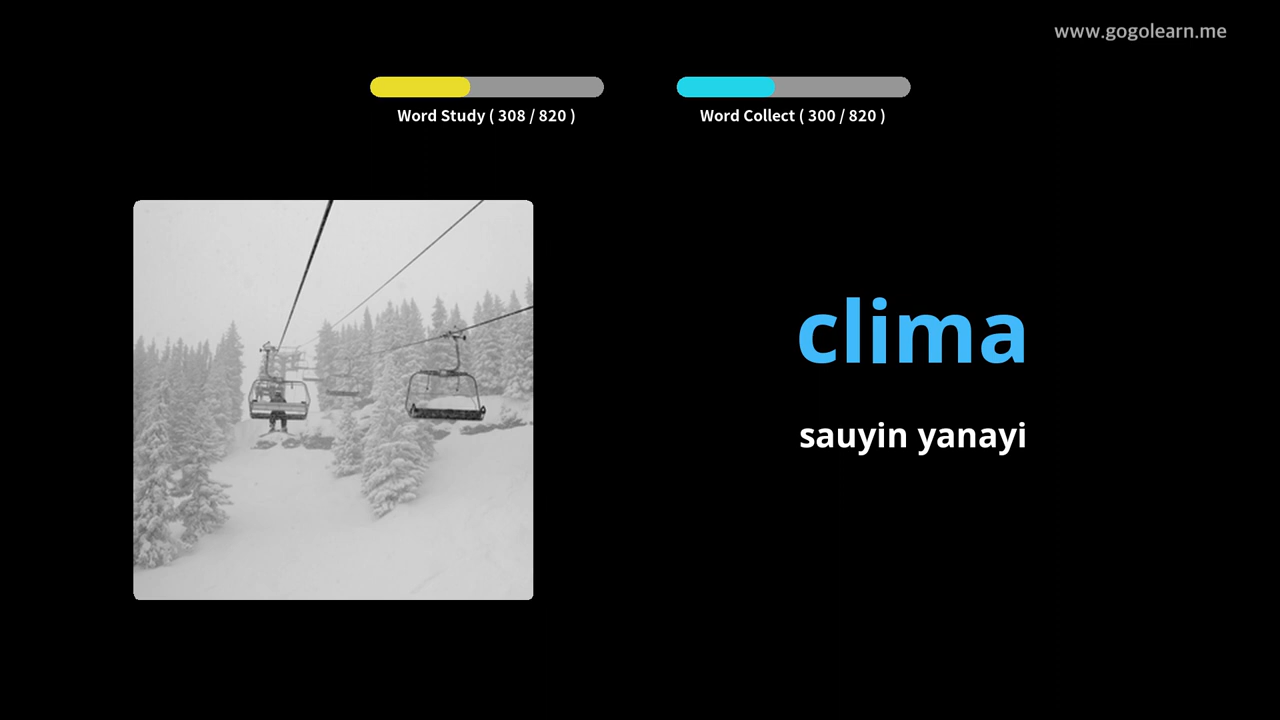 www.gogolearn.me
Word Study ( 308 / 820 )
Word Collect ( 300 / 820 )
clima
sauyin yanayi